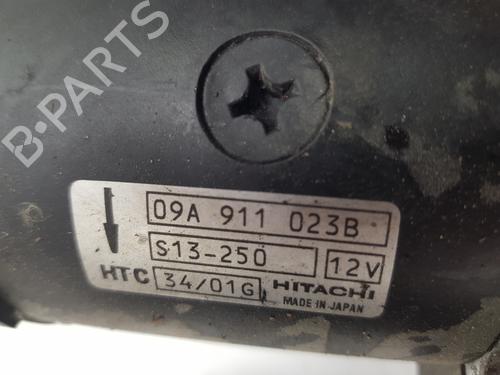 B-PARTS
09A 911 023B
S13-250 12V
HTC 34/01G HITACHI
MADE IN JAPAN